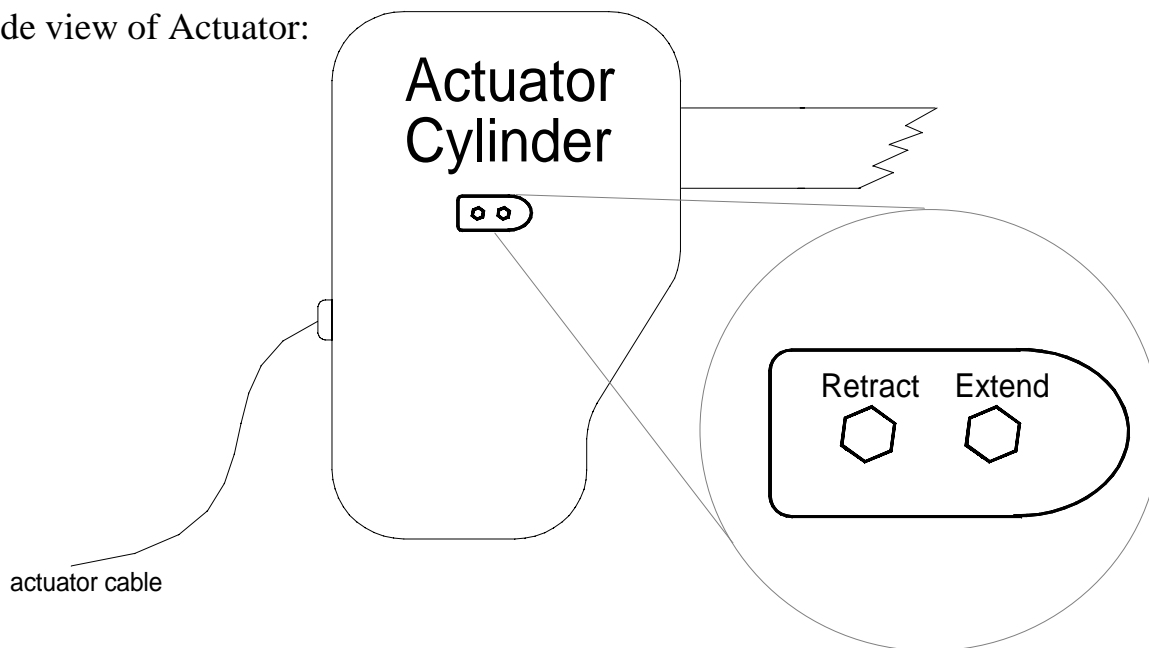 de view of Actuator:
Actuator
Cylinder
Retract Extend
actuator cable